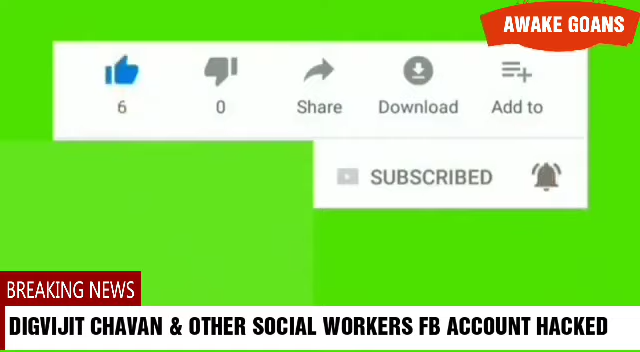 AWAKE GOANS
6
0
Share
Download
Add to
SUBSCRIBED
BREAKING NEWS
DIGVIJIT CHAVAN & OTHER SOCIAL WORKERS FB ACCOUNT HACKED